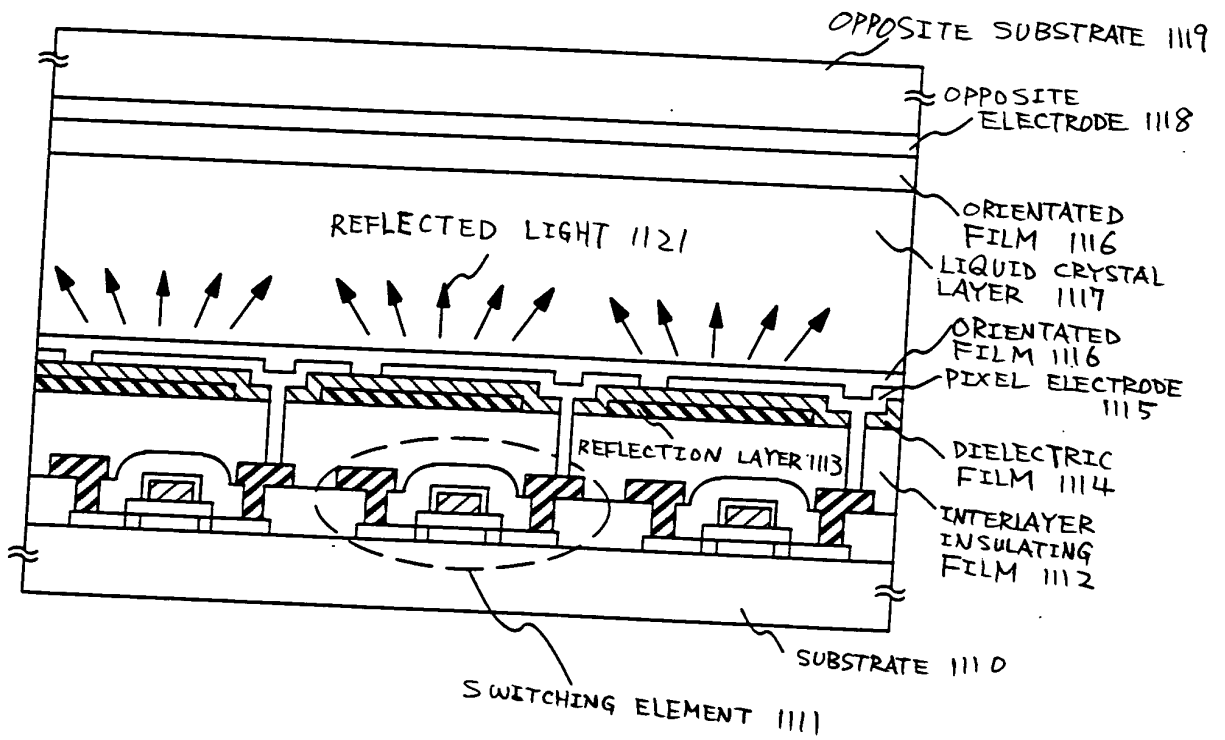 OPPOSITE SUBSTRATE 1119
OPPOSITE
ELECTRODE 1118
ORIENTATED
FILM 1116
LIQUID CRYSTAL
LAYER 1117
REFLECTED LIGHT 1121
ORIENTATED
FILM 1116
PIXEL ELECTRODE
1115
REFLECTION LAYER 1113
DIELECTRIC
FILM 1114
INTERLAYER
INSULATING
FILM 1112
SUBSTRATE 1110
SWITCHING ELEMENT 1111